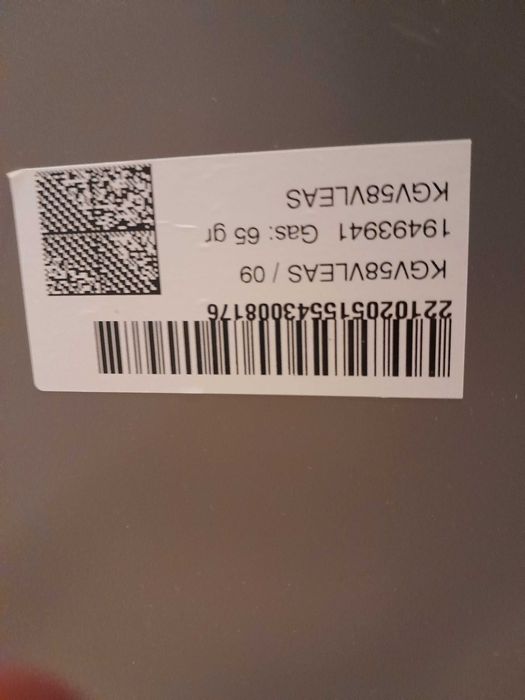 221020515543008176
KGV58VLEAS / 09
19493941 Gas: 65 gr
KGV58VLEAS